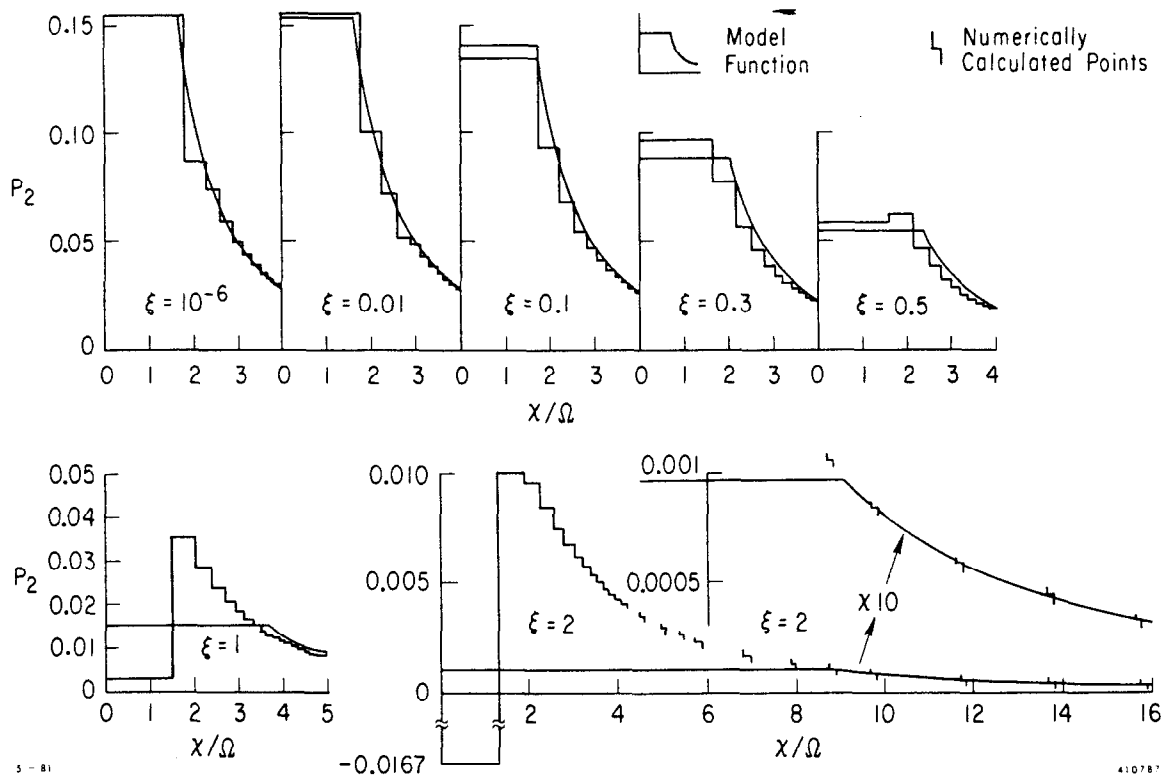 0.15
Model
Function
Numerically
Calculated Points
0.10
P2
0.05
ξ = 10⁻⁶
ξ = 0.01
ξ = 0.1
ξ = 0.3
ξ = 0.5
0
0 1 2 3 0 1 2 3 0 1 2 3 0 1 2 3 0 1 2 3 4
χ/Ω
0.05
0.04
0.03
P2
0.02
0.01
0
ξ = 1
0 1 2 3 4 5
χ/Ω
0.010
0.005
0
-0.0167
ξ = 2
0.001
0.0005
ξ = 2
χ10
2 4 6 8 10 12 14 16
χ/Ω
5 - 81
4107B7